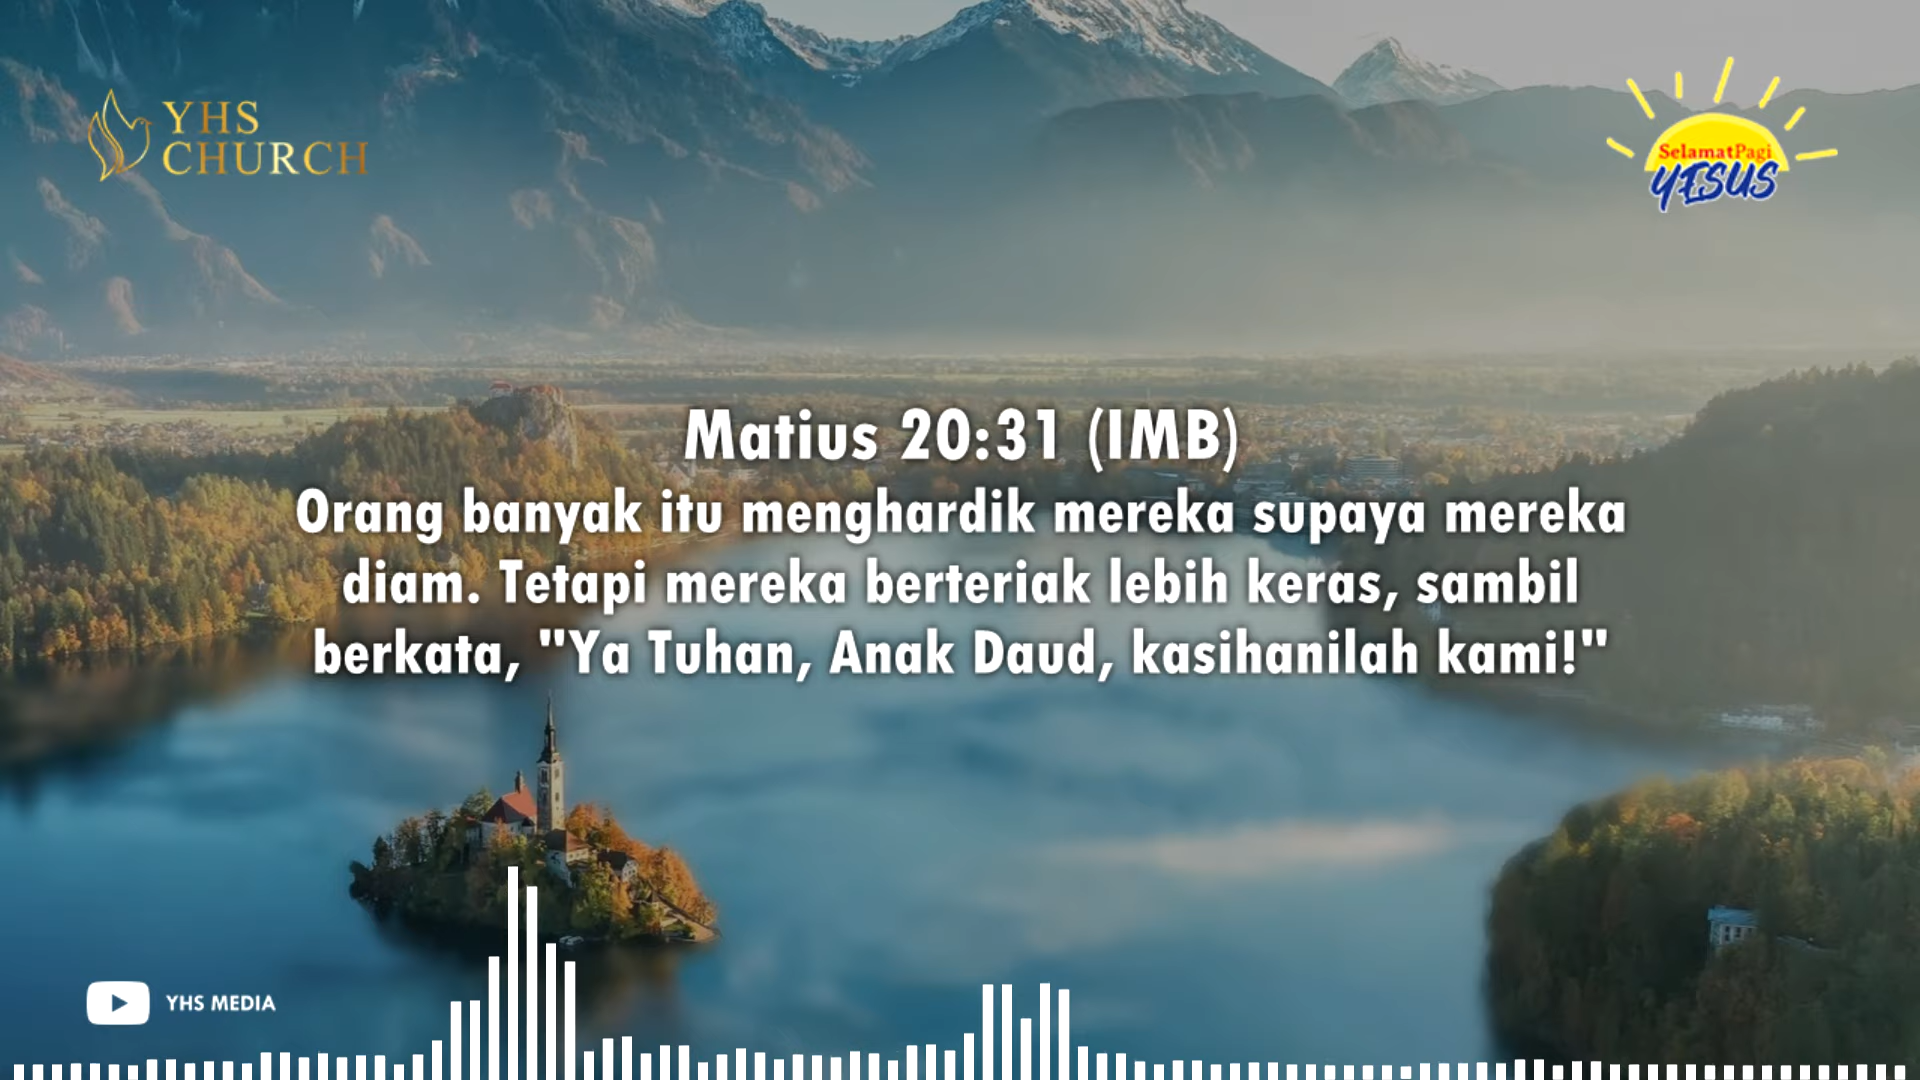 YHS
CHURCH
SelamatPagi
YESUS
Matius 20:31 (IMB)
Orang banyak itu menghardik mereka supaya mereka
diam. Tetapi mereka berteriak lebih keras, sambil
berkata, "Ya Tuhan, Anak Daud, kasihanilah kami!"
YHS MEDIA